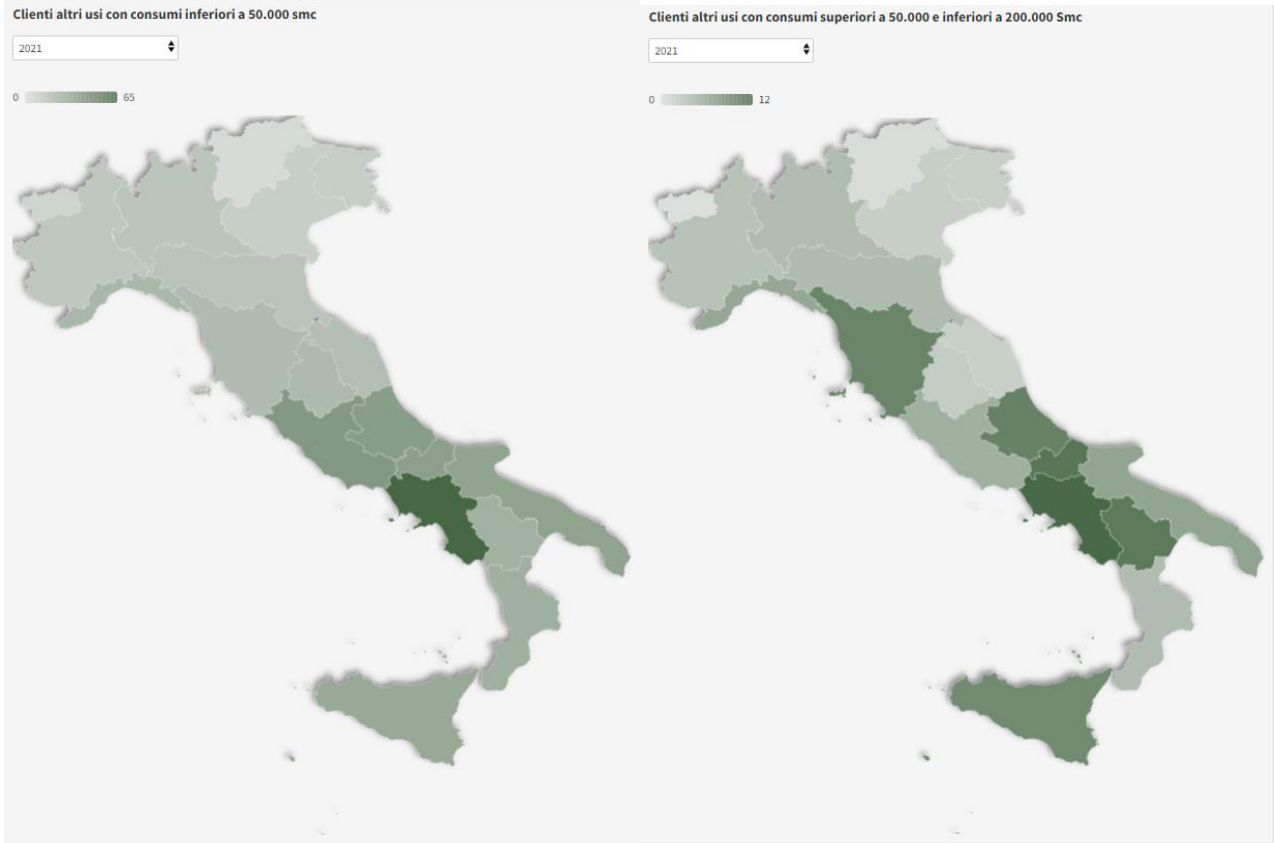 Clienti altri usi con consumi inferiori a 50.000 smc
2021
0 65
Clienti altri usi con consumi superiori a 50.000 e inferiori a 200.000 Smc
2021
0 12